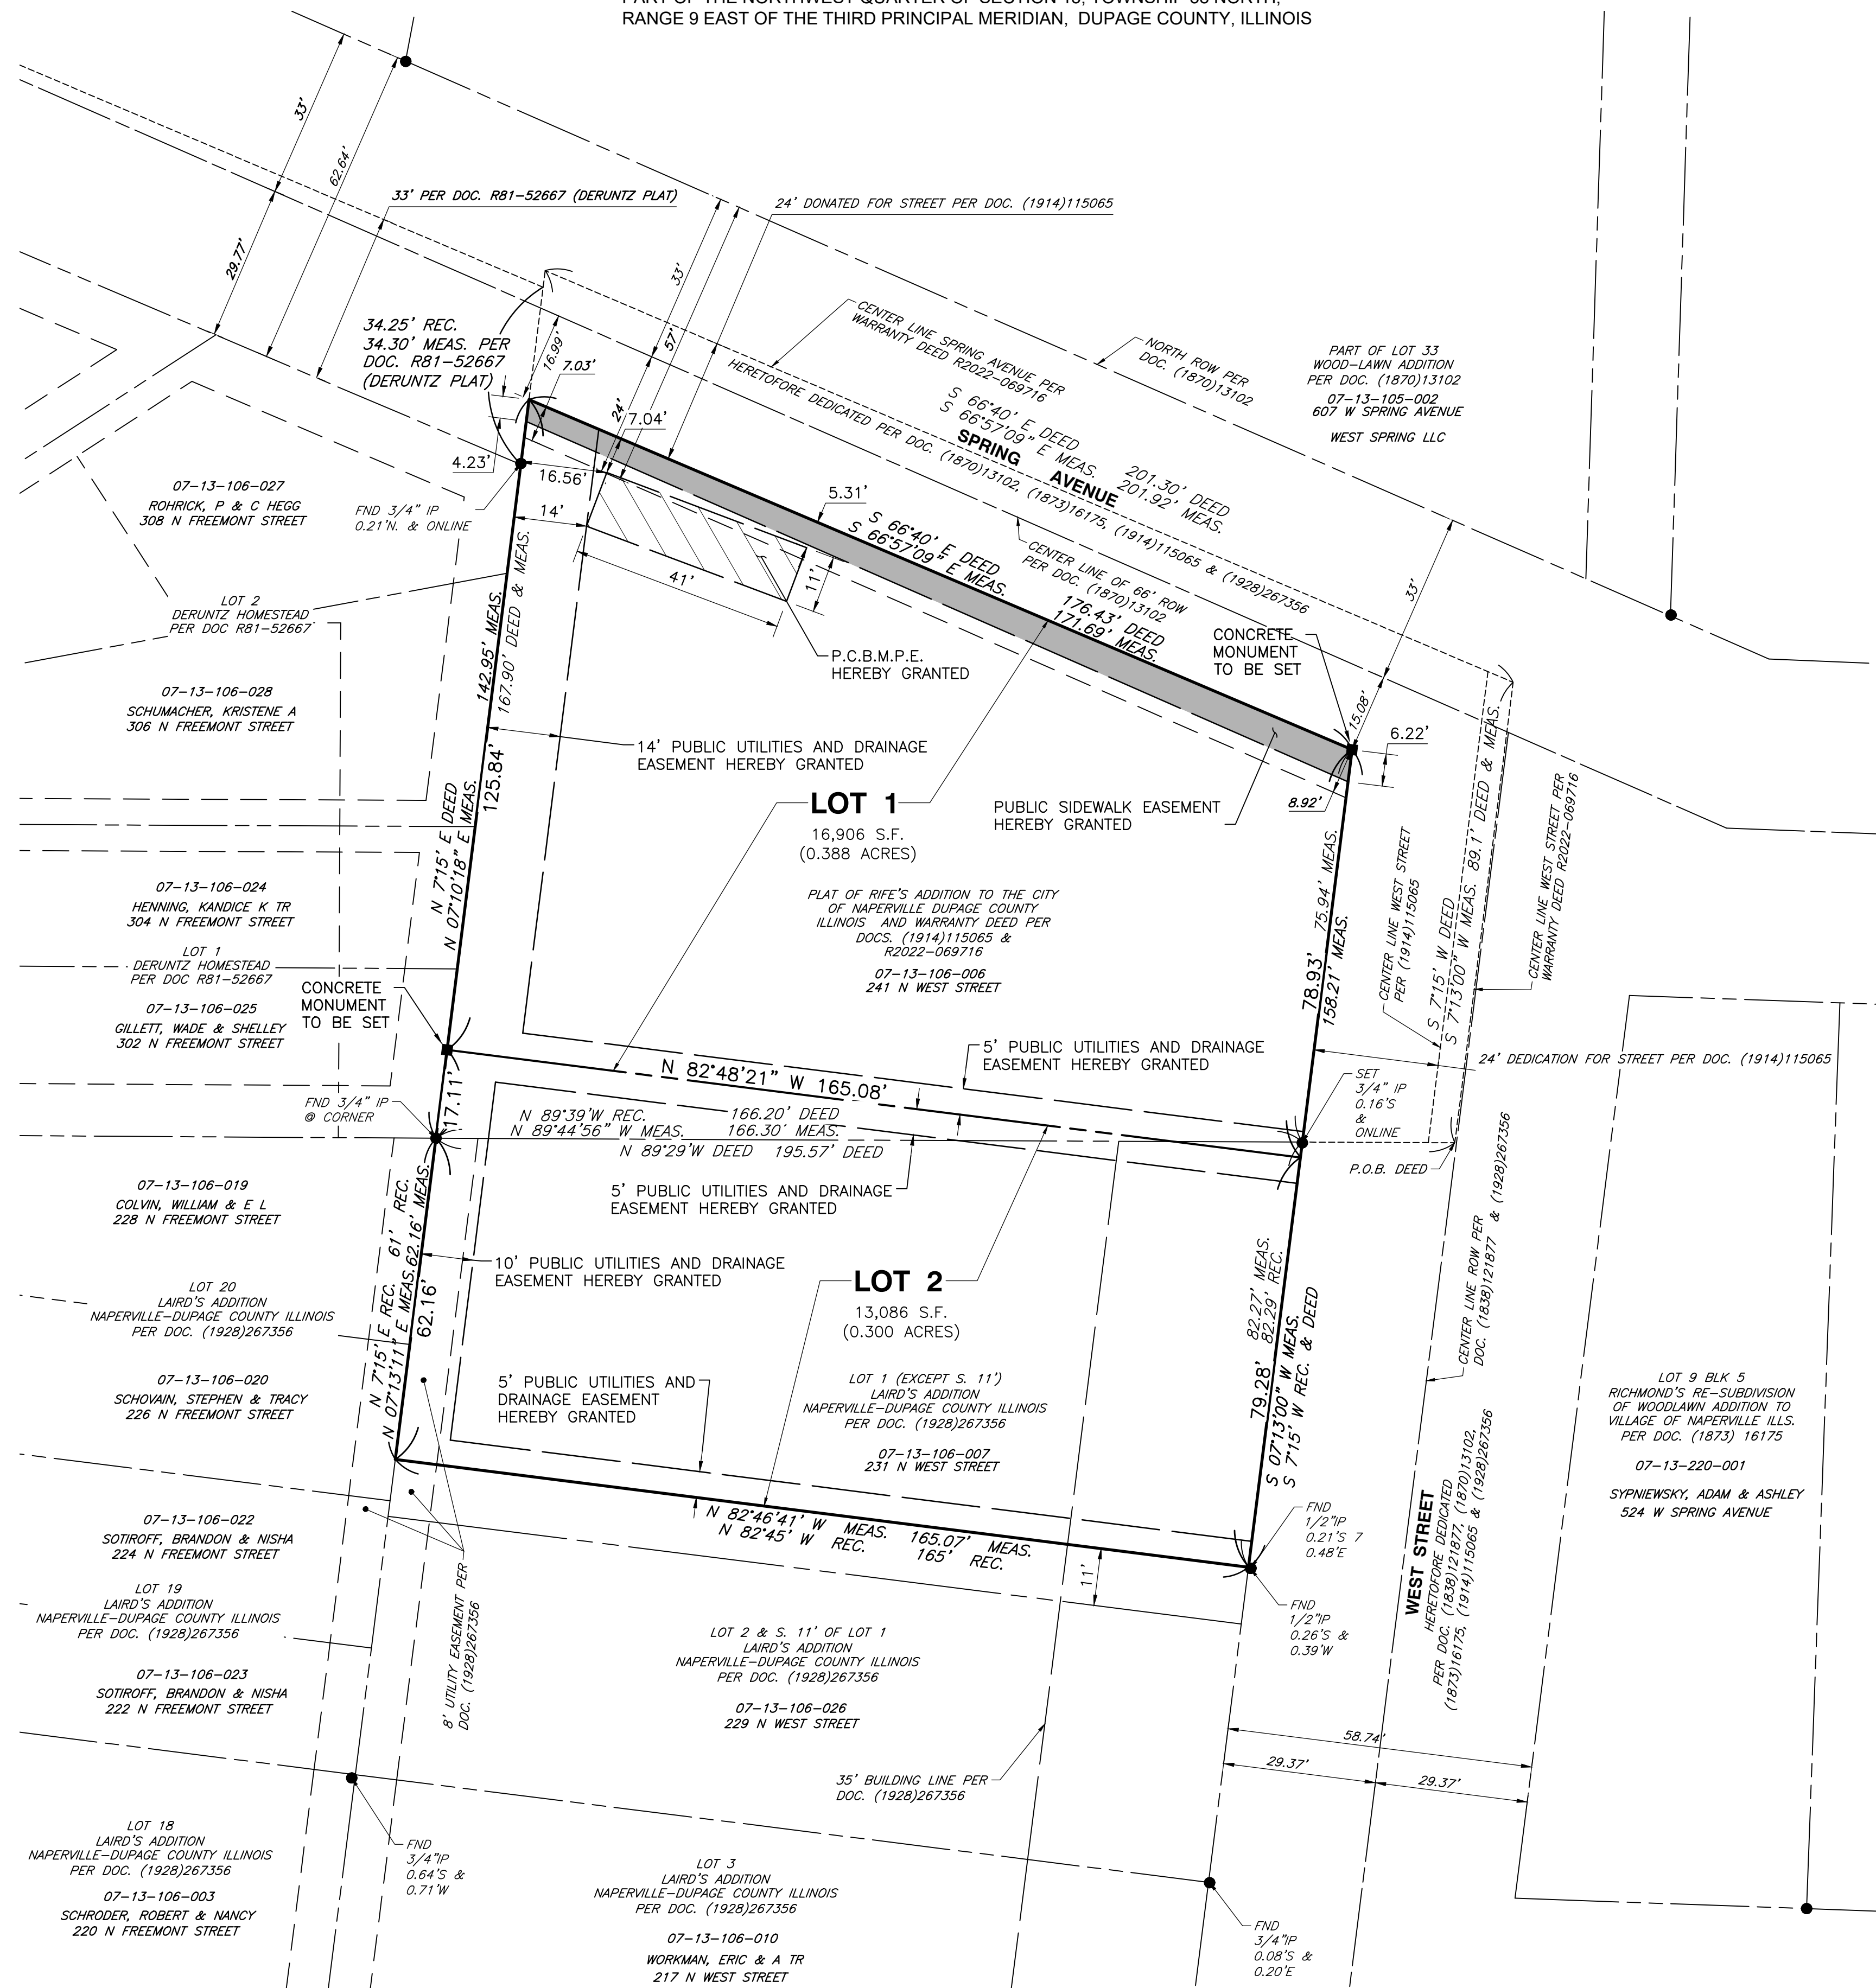 RANGE 9 EAST OF THE THIRD PRINCIPAL MERIDIAN, DUPAGE COUNTY, ILLINOIS
33'
62.64'
29.77'
33' PER DOC. R81-52667 (DERUNTZ PLAT)
24' DONATED FOR STREET PER DOC. (1914)115065
33'
57'
24'
34.25' REC.
34.30' MEAS. PER
DOC. R81-52667
(DERUNTZ PLAT)
16.99'
7.03'
7.04'
4.23'
16.56'
14'
5.31'
41'
11'
CENTER LINE SPRING AVENUE PER
WARRANTY DEED R2022-069716
NORTH ROW PER
DOC. (1870)13102
PART OF LOT 33
WOOD-LAWN ADDITION
PER DOC. (1870)13102
07-13-105-002
607 W SPRING AVENUE
WEST SPRING LLC
HERETOFORE DEDICATED PER DOC. (1870)13102, (1873)16175, (1914)115065 & (1928)267356
S 66°40' E DEED
S 66°57'09" E MEAS.
201.30' DEED
201.92' MEAS.
SPRING AVENUE
S 66°40' E DEED
S 66°57'09" E MEAS.
176.43' DEED
171.69' MEAS.
CENTER LINE OF 66' ROW
PER DOC. (1870)13102
33'
15.08'
6.22'
8.92'
CONCRETE
MONUMENT
TO BE SET
07-13-106-027
ROHRICK, P & C HEGG
308 N FREEMONT STREET
FND 3/4" IP
0.21'N. & ONLINE
LOT 2
DERUNTZ HOMESTEAD
PER DOC R81-52667
07-13-106-028
SCHUMACHER, KRISTENE A
306 N FREEMONT STREET
142.95' MEAS.
167.90' DEED & MEAS.
125.84'
N 7°15' E DEED
N 07°10'18" E MEAS.
P.C.B.M.P.E.
HEREBY GRANTED
14' PUBLIC UTILITIES AND DRAINAGE
EASEMENT HEREBY GRANTED
LOT 1
16,906 S.F.
(0.388 ACRES)
PUBLIC SIDEWALK EASEMENT
HEREBY GRANTED
PLAT OF RIFE'S ADDITION TO THE CITY
OF NAPERVILLE DUPAGE COUNTY
ILLINOIS AND WARRANTY DEED PER
DOCS. (1914)115065 &
R2022-069716
07-13-106-006
241 N WEST STREET
75.94' MEAS.
158.21' MEAS.
78.93'
CENTER LINE WEST STREET
PER (1914)115065
S 7°15' W DEED
S 7°13'00" W MEAS. 89.1' DEED & MEAS.
CENTER LINE WEST STREET PER
WARRANTY DEED R2022-069716
07-13-106-024
HENNING, KANDICE K TR
304 N FREEMONT STREET
LOT 1
DERUNTZ HOMESTEAD
PER DOC R81-52667
07-13-106-025
GILLETT, WADE & SHELLEY
302 N FREEMONT STREET
CONCRETE
MONUMENT
TO BE SET
FND 3/4" IP
@ CORNER
17.11'
5' PUBLIC UTILITIES AND DRAINAGE
EASEMENT HEREBY GRANTED
24' DEDICATION FOR STREET PER DOC. (1914)115065
SET
3/4" IP
0.16'S
&
ONLINE
P.O.B. DEED
N 82°48'21" W 165.08'
N 89°39'W REC. 166.20' DEED
N 89°44'56" W MEAS. 166.30' MEAS.
N 89°29'W DEED 195.57' DEED
5' PUBLIC UTILITIES AND DRAINAGE
EASEMENT HEREBY GRANTED
07-13-106-019
COLVIN, WILLIAM & E L
228 N FREEMONT STREET
N 7°15' E REC. 61' REC.
N 07°13'11" E MEAS. 62.16' MEAS.
62.16'
10' PUBLIC UTILITIES AND DRAINAGE
EASEMENT HEREBY GRANTED
LOT 2
13,086 S.F.
(0.300 ACRES)
82.27' MEAS.
82.29' REC.
79.28'
S 07°13'00" W MEAS.
S 7°15' W REC. & DEED
CENTER LINE ROW PER
DOC. (1838)121877 & (1928)267356
LOT 20
LAIRD'S ADDITION
NAPERVILLE-DUPAGE COUNTY ILLINOIS
PER DOC. (1928)267356
07-13-106-020
SCHOVAIN, STEPHEN & TRACY
226 N FREEMONT STREET
5' PUBLIC UTILITIES AND
DRAINAGE EASEMENT
HEREBY GRANTED
LOT 1 (EXCEPT S. 11')
LAIRD'S ADDITION
NAPERVILLE-DUPAGE COUNTY ILLINOIS
PER DOC. (1928)267356
07-13-106-007
231 N WEST STREET
LOT 9 BLK 5
RICHMOND'S RE-SUBDIVISION
OF WOODLAWN ADDITION TO
VILLAGE OF NAPERVILLE ILLS.
PER DOC. (1873) 16175
07-13-220-001
SYPNIEWSKY, ADAM & ASHLEY
524 W SPRING AVENUE
WEST STREET
HERETOFORE DEDICATED
PER DOC. (1838)121877, (1870)13102,
(1873)16175, (1914)115065 & (1928)267356
N 82°46'41" W MEAS. 165.07' MEAS.
N 82°45' W REC. 165' REC.
11'
FND
1/2"IP
0.21'S 7
0.48'E
FND
1/2"IP
0.26'S &
0.39'W
07-13-106-022
SOTIROFF, BRANDON & NISHA
224 N FREEMONT STREET
LOT 19
LAIRD'S ADDITION
NAPERVILLE-DUPAGE COUNTY ILLINOIS
PER DOC. (1928)267356
07-13-106-023
SOTIROFF, BRANDON & NISHA
222 N FREEMONT STREET
8' UTILITY EASEMENT PER
DOC. (1928)267356
LOT 2 & S. 11' OF LOT 1
LAIRD'S ADDITION
NAPERVILLE-DUPAGE COUNTY ILLINOIS
PER DOC. (1928)267356
07-13-106-026
229 N WEST STREET
35' BUILDING LINE PER
DOC. (1928)267356
58.74'
29.37'
29.37'
LOT 18
LAIRD'S ADDITION
NAPERVILLE-DUPAGE COUNTY ILLINOIS
PER DOC. (1928)267356
07-13-106-003
SCHRODER, ROBERT & NANCY
220 N FREEMONT STREET
FND
3/4"IP
0.64'S &
0.71'W
LOT 3
LAIRD'S ADDITION
NAPERVILLE-DUPAGE COUNTY ILLINOIS
PER DOC. (1928)267356
07-13-106-010
WORKMAN, ERIC & A TR
217 N WEST STREET
FND
3/4"IP
0.08'S &
0.20'E